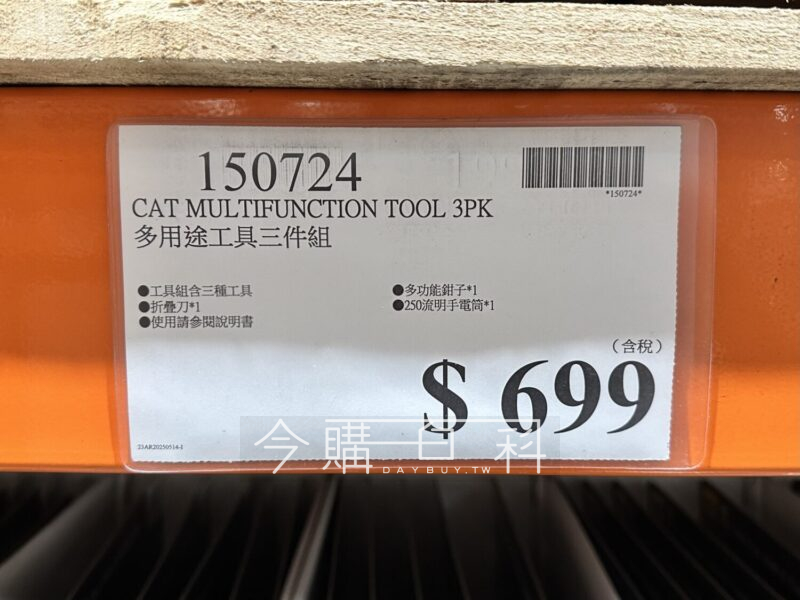 150724
*150724*
CAT MULTIFUNCTION TOOL 3PK
多用途工具三件組
●工具組含三種工具
●多功能鉗子*1
●折疊刀*1
●250流明手電筒*1
●使用請參閱說明書
（含稅）
$ 699
23AR20250514-1
今購百科
DAYBUY.TW